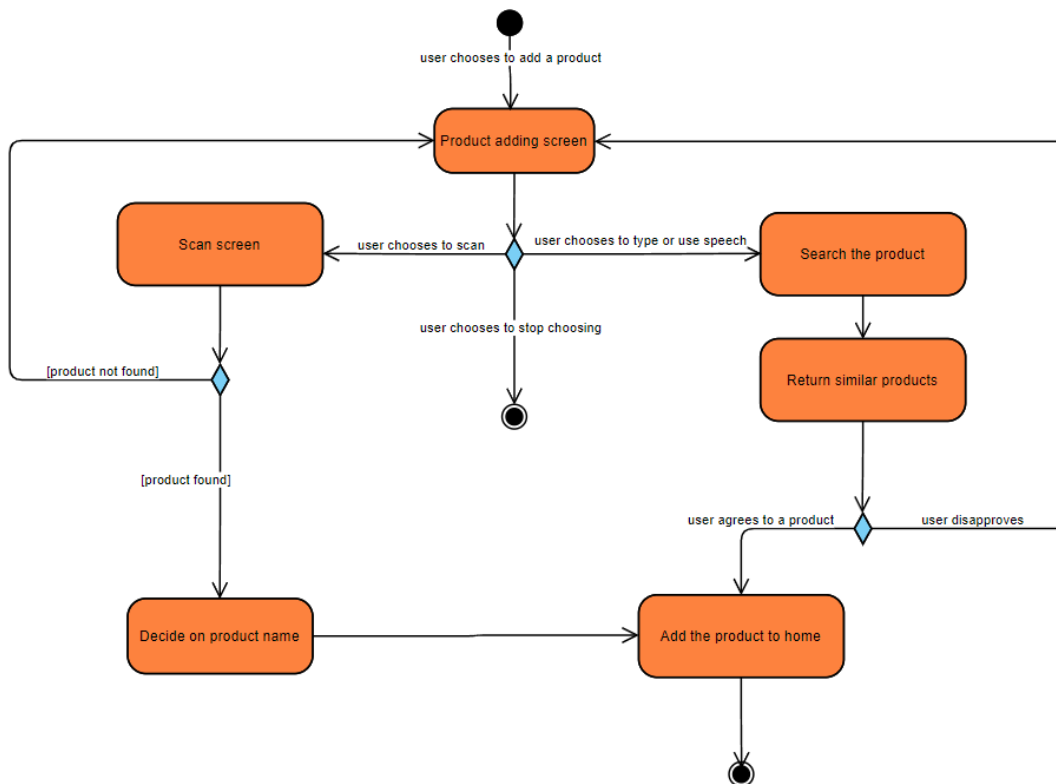 user chooses to add a product
Product adding screen
Scan screen
user chooses to scan
user chooses to type or use speech
Search the product
user chooses to stop choosing
[product not found]
Return similar products
[product found]
user agrees to a product
user disapproves
Decide on product name
Add the product to home